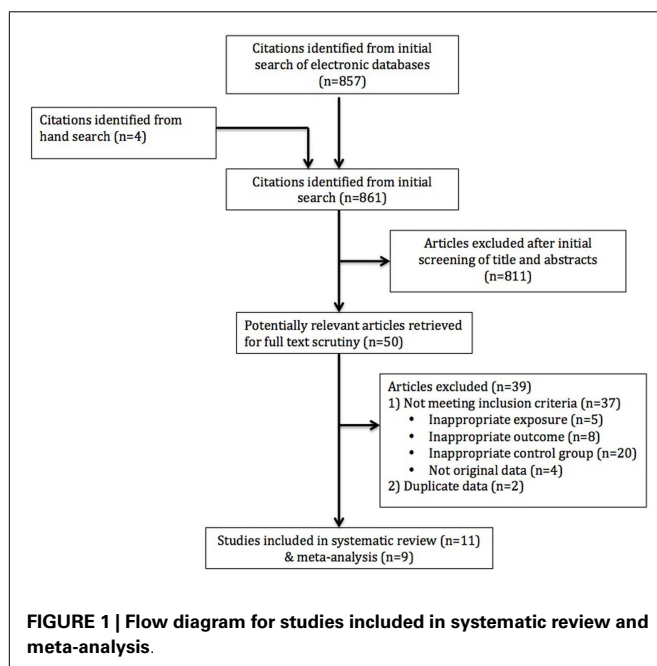 Citations identified from initial
search of electronic databases
(n=857)
Citations identified from
hand search (n=4)
Citations identified from initial
search (n=861)
Articles excluded after initial
screening of title and abstracts
(n=811)
Potentially relevant articles retrieved
for full text scrutiny (n=50)
Articles excluded (n=39)
1) Not meeting inclusion criteria (n=37)
• Inappropriate exposure (n=5)
• Inappropriate outcome (n=8)
• Inappropriate control group (n=20)
• Not original data (n=4)
2) Duplicate data (n=2)
Studies included in systematic review (n=11)
& meta-analysis (n=9)
FIGURE 1 | Flow diagram for studies included in systematic review and
meta-analysis.